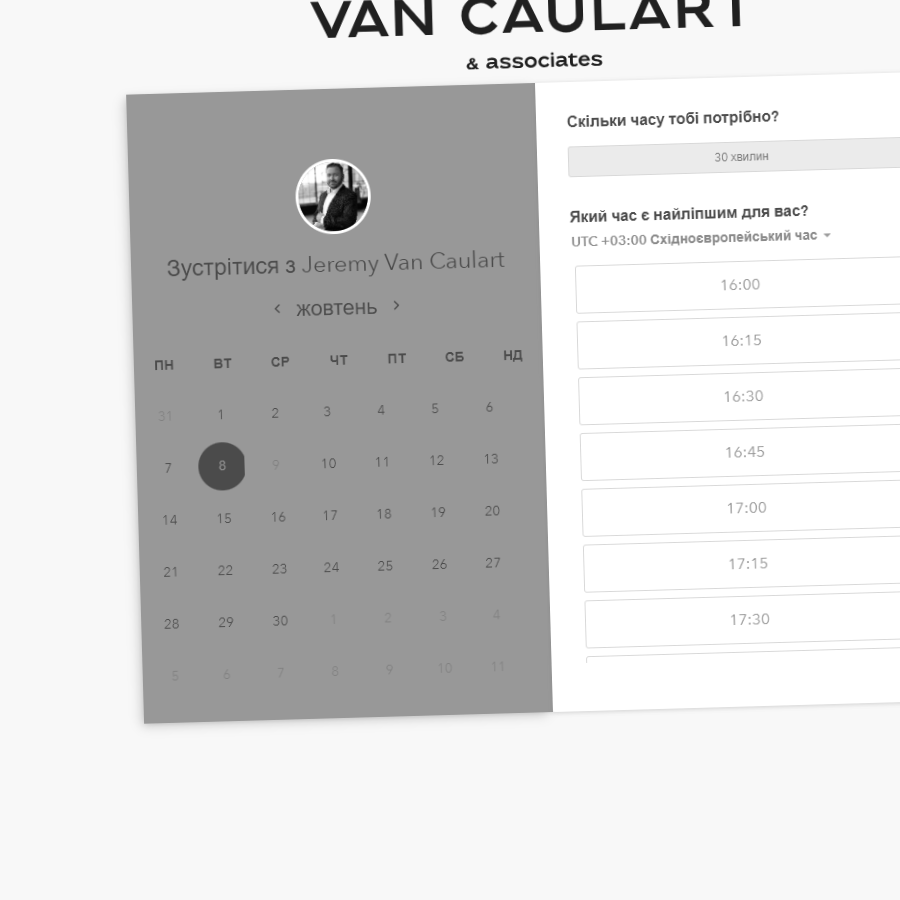 VAN CAULART
& associates
Зустрітися з Jeremy Van Caulart
жовтень
ПН ВТ СР ЧТ ПТ СБ НД
31 1 2 3 4 5 6
7 8 9 10 11 12 13
14 15 16 17 18 19 20
21 22 23 24 25 26 27
28 29 30 1 2 3 4
5 6 7 8 9 10 11
Скільки часу тобі потрібно?
30 хвилин
Який час є найліпшим для вас?
UTC +03:00 Східноєвропейський час
16:00
16:15
16:30
16:45
17:00
17:15
17:30